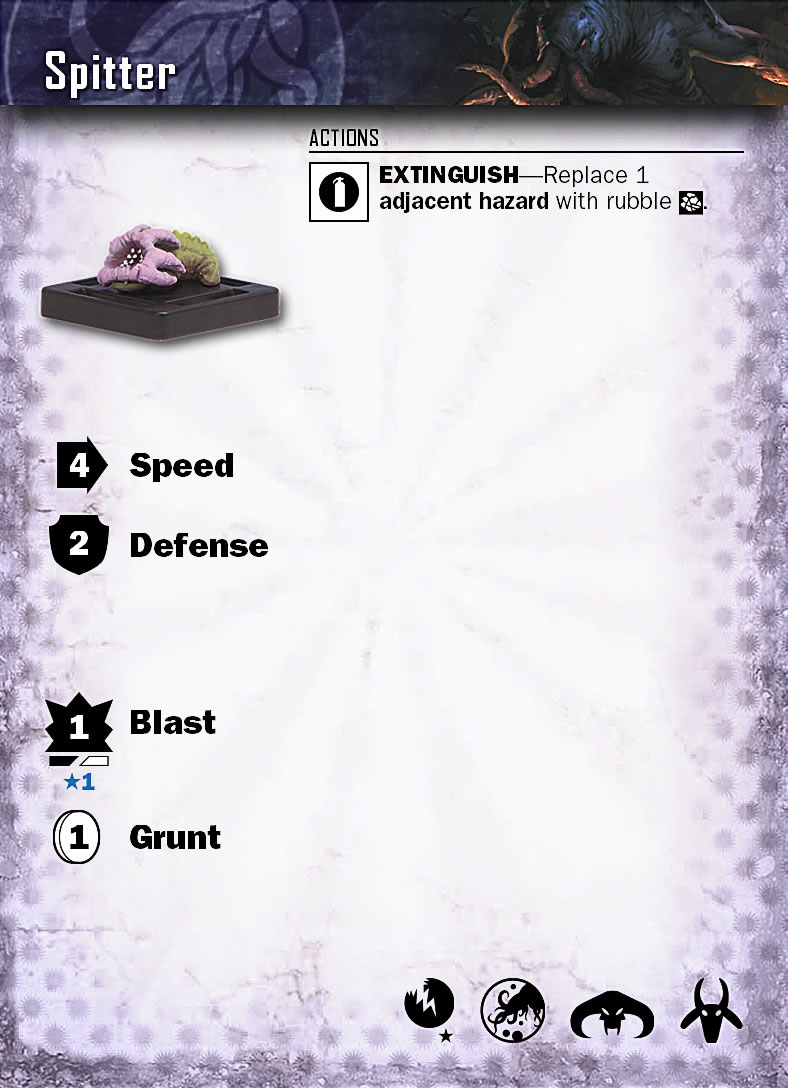 Spitter
ACTIONS
EXTINGUISH—Replace 1
adjacent hazard with rubble .
4 Speed
2 Defense
1 Blast
★1
1 Grunt